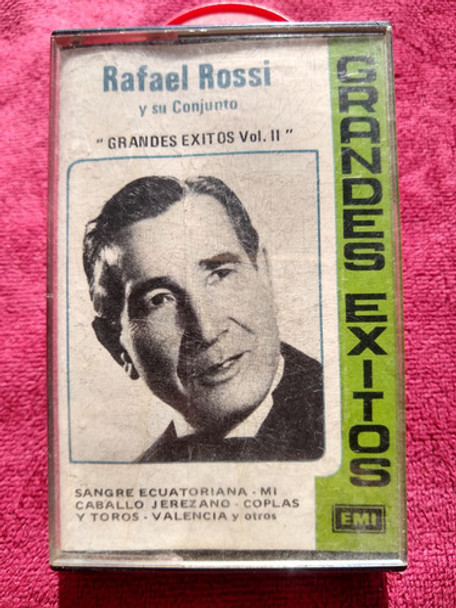 Rafael Rossi
y su Conjunto
" GRANDES EXITOS Vol. II "
SANGRE ECUATORIANA - MI
CABALLO JEREZANO - COPLAS
Y TOROS - VALENCIA y otros
GRANDES EXITOS
EMI